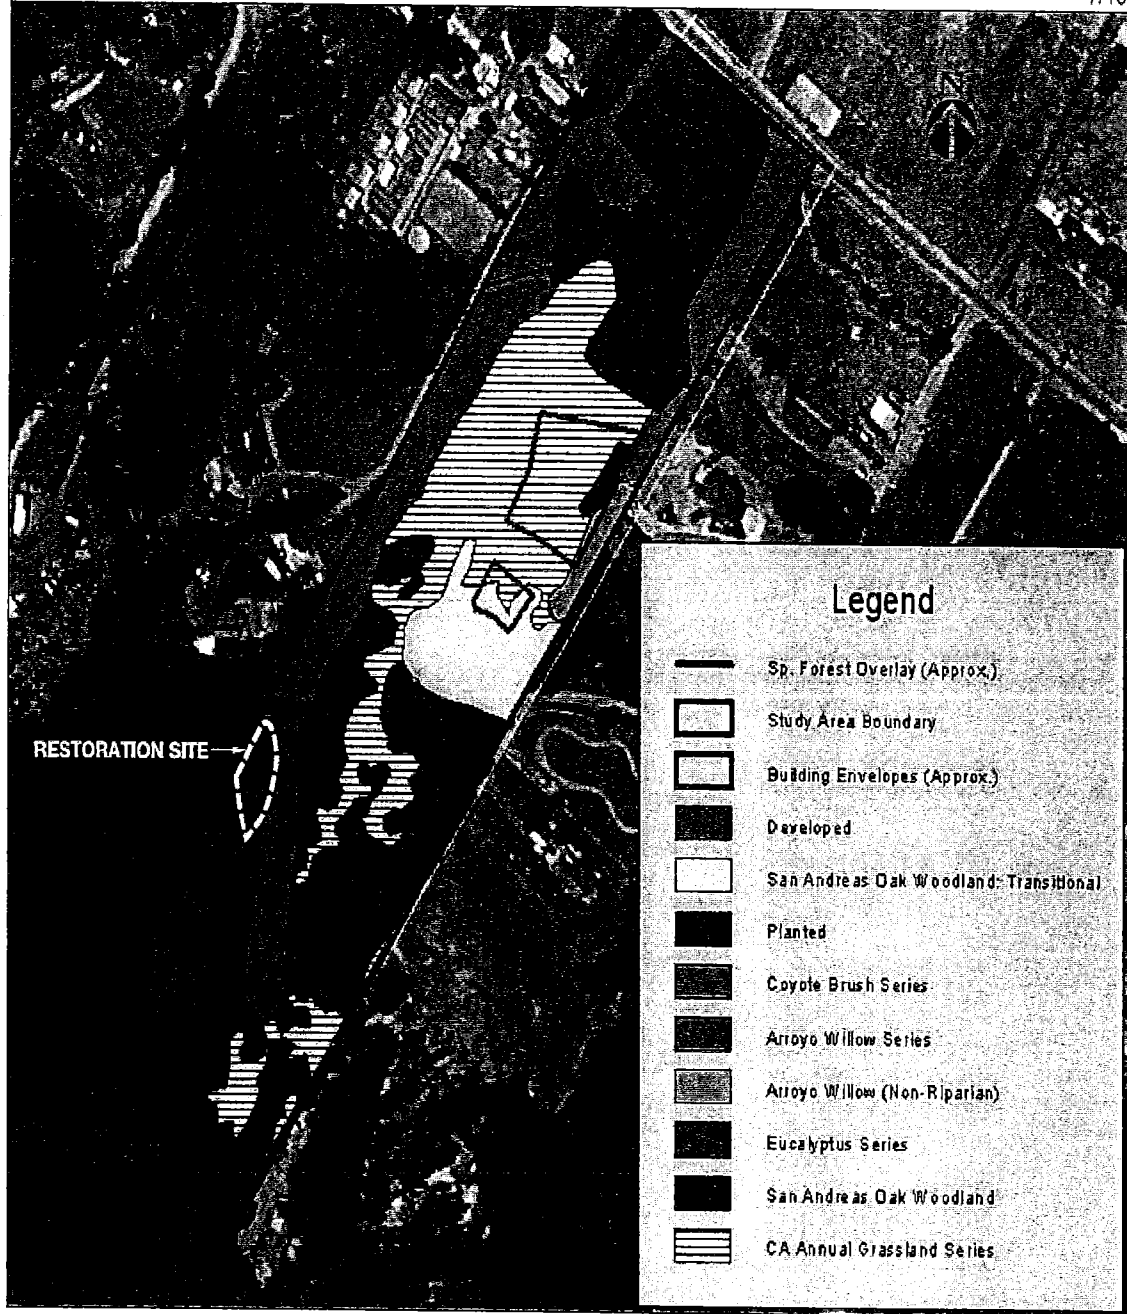 RESTORATION SITE
Legend
Sp. Forest Overlay (Approx.)
Study Area Boundary
Building Envelopes (Approx.)
Developed
San Andreas Oak Woodland: Transitional
Planted
Coyote Brush Series
Arroyo Willow Series
Arroyo Willow (Non-Riparian)
Eucalyptus Series
San Andreas Oak Woodland
CA Annual Grassland Series